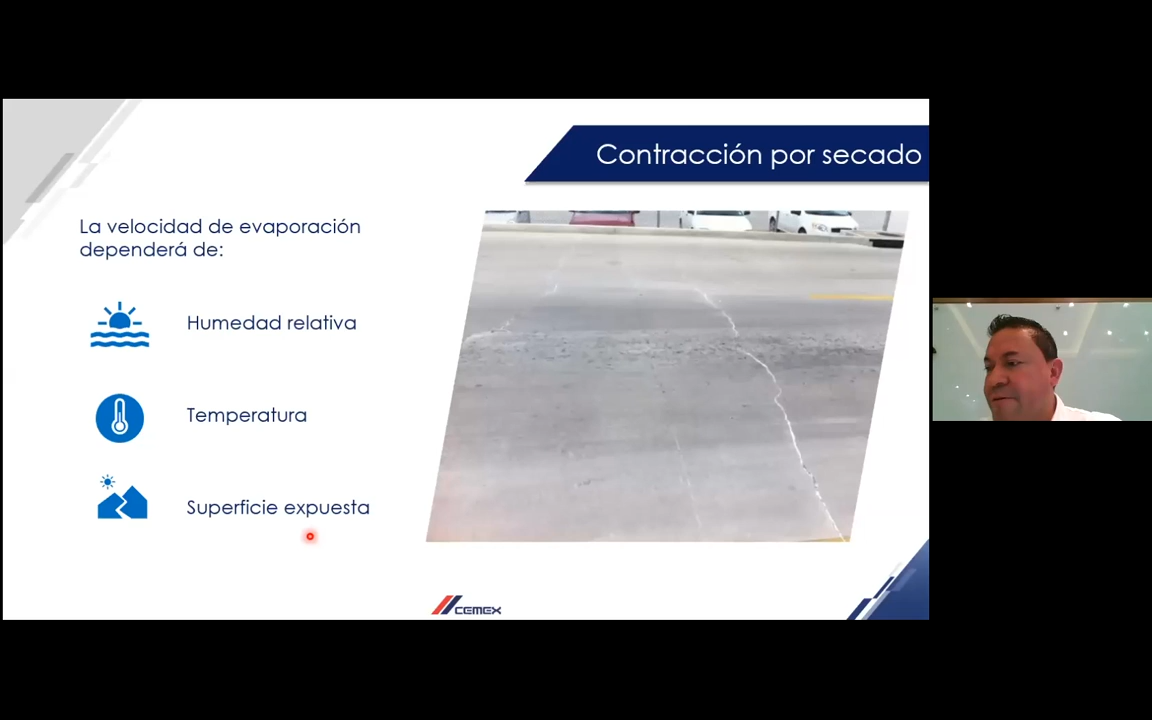 Contracción por secado
La velocidad de evaporación
dependerá de:
Humedad relativa
Temperatura
Superficie expuesta
CEMEX